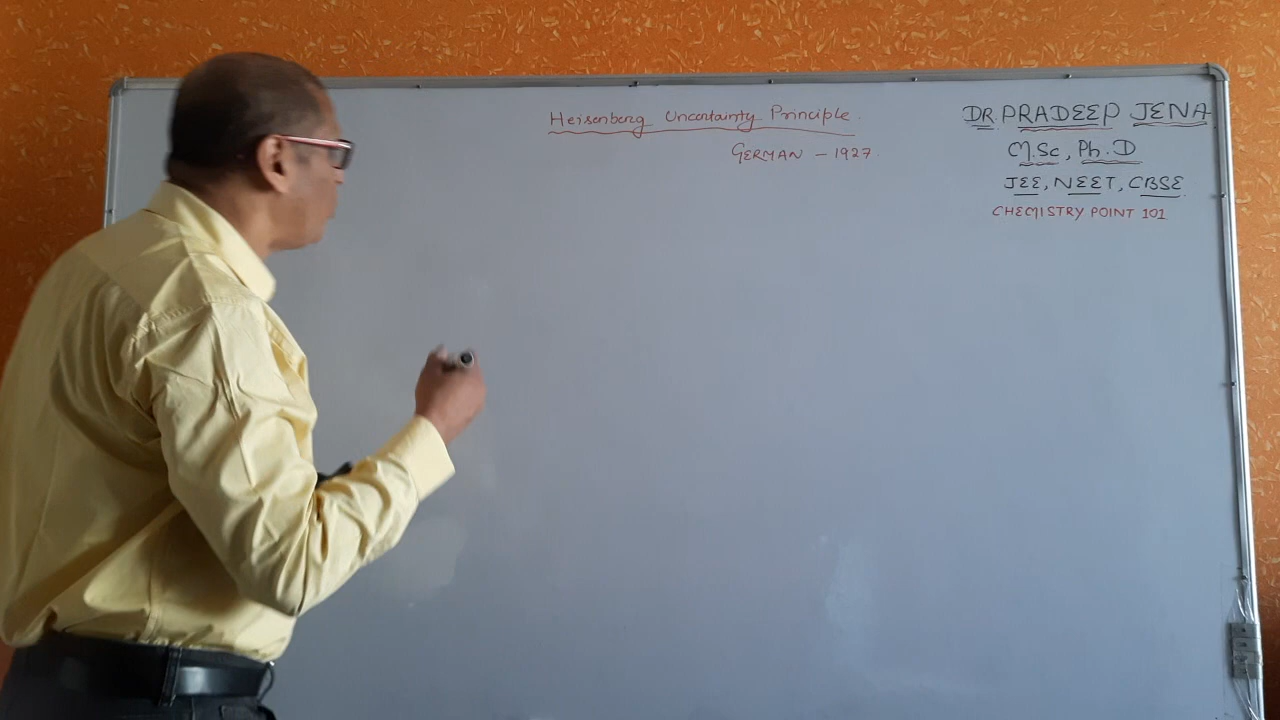 Heisenberg Uncertainty Principle.
GERMAN - 1927.
DR PRADEEP JENA
M.Sc, Ph.D
JEE, NEET, CBSE
CHEMISTRY POINT 101